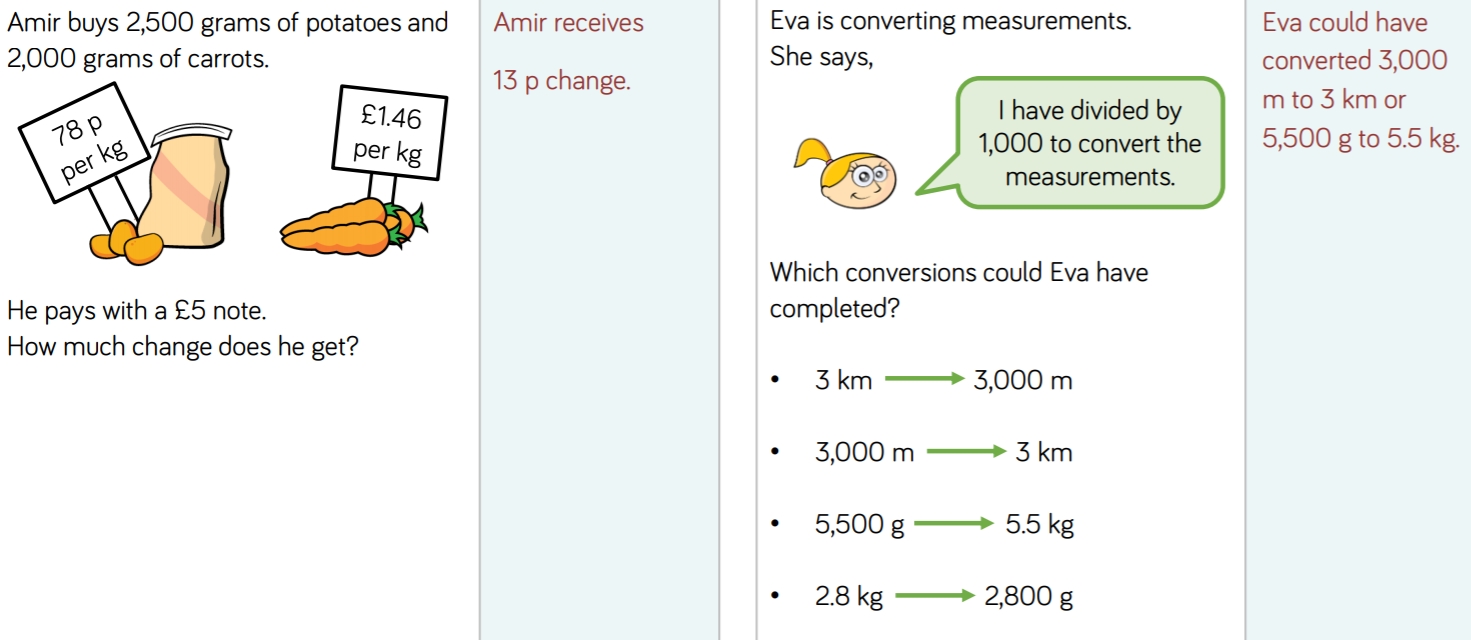 Amir buys 2,500 grams of potatoes and
2,000 grams of carrots.
78 p
per kg
£1.46
per kg
He pays with a £5 note.
How much change does he get?
Amir receives
13 p change.
Eva is converting measurements.
She says,
I have divided by
1,000 to convert the
measurements.
Which conversions could Eva have
completed?
• 3 km → 3,000 m
• 3,000 m → 3 km
• 5,500 g → 5.5 kg
• 2.8 kg → 2,800 g
Eva could have
converted 3,000
m to 3 km or
5,500 g to 5.5 kg.